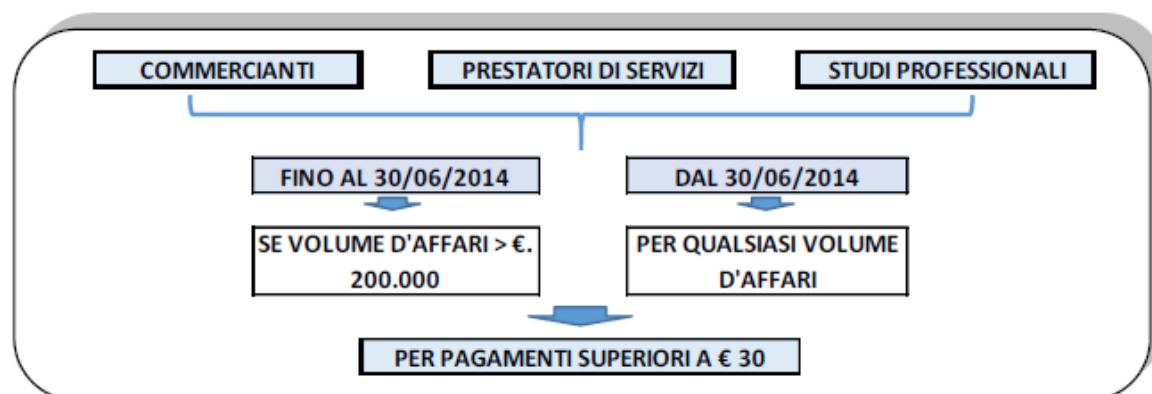 COMMERCIANTI
PRESTATORI DI SERVIZI
STUDI PROFESSIONALI
FINO AL 30/06/2014
DAL 30/06/2014
SE VOLUME D'AFFARI > €.
200.000
PER QUALSIASI VOLUME
D'AFFARI
PER PAGAMENTI SUPERIORI A € 30